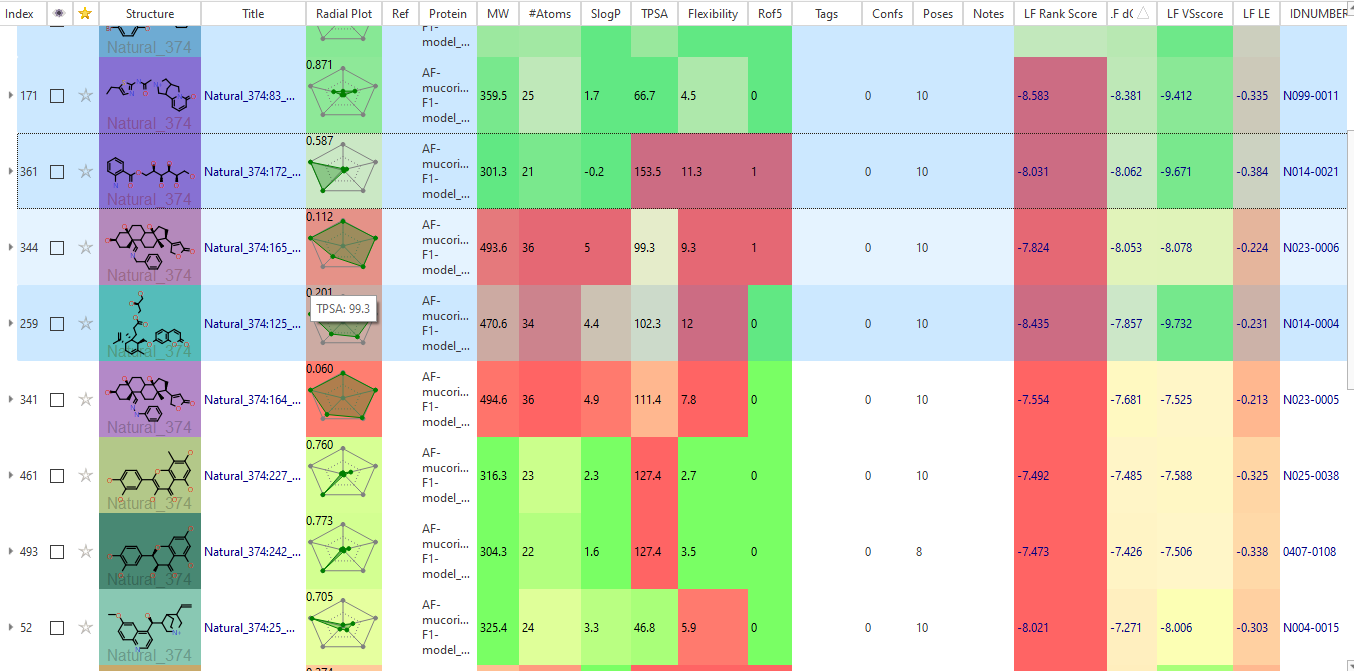 Index Structure Title Radial Plot Ref Protein MW #Atoms SlogP TPSA Flexibility Rof5 Tags Confs Poses Notes LF Rank Score LF VSscore LF LE IDNUMBER
Natural_374
model_...
0.871
171 Natural_374:83_... AF-
mucori...
F1-
model_...
359.5 25 1.7 66.7 4.5 0 0 10 -8.583 -8.381 -9.412 -0.335 N099-0011
Natural_374
0.587
361 Natural_374:172_... AF-
mucori...
F1-
model_...
301.3 21 -0.2 153.5 11.3 1 0 10 -8.031 -8.062 -9.671 -0.384 N014-0021
Natural_374
0.112
344 Natural_374:165_... AF-
mucori...
F1-
model_...
493.6 36 5 99.3 9.3 1 0 10 -7.824 -8.053 -8.078 -0.224 N023-0006
Natural_374
0.201
TPSA: 99.3
259 Natural_374:125_... AF-
mucori...
F1-
model_...
470.6 34 4.4 102.3 12 0 0 10 -8.435 -7.857 -9.732 -0.231 N014-0004
Natural_374
0.060
341 Natural_374:164_... AF-
mucori...
F1-
model_...
494.6 36 4.9 111.4 7.8 0 0 10 -7.554 -7.681 -7.525 -0.213 N023-0005
Natural_374
0.760
461 Natural_374:227_... AF-
mucori...
F1-
model_...
316.3 23 2.3 127.4 2.7 0 0 10 -7.492 -7.485 -7.588 -0.325 N025-0038
Natural_374
0.773
493 Natural_374:242_... AF-
mucori...
F1-
model_...
304.3 22 1.6 127.4 3.5 0 0 8 -7.473 -7.426 -7.506 -0.338 0407-0108
Natural_374
0.705
52 Natural_374:25_... AF-
mucori...
F1-
model_...
325.4 24 3.3 46.8 5.9 0 0 10 -8.021 -7.271 -8.006 -0.303 N004-0015
Natural_374